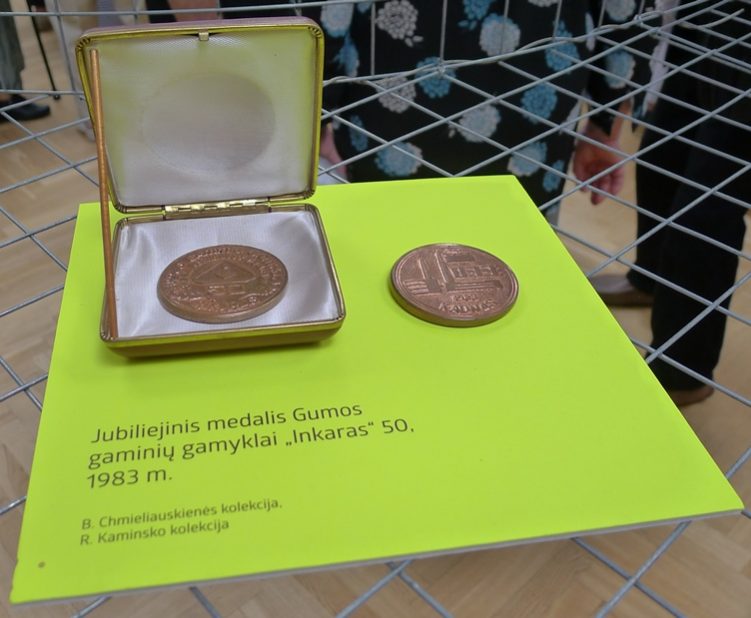 Jubiliejinis medalis Gumos
gaminių gamyklai „Inkaras“ 50,
1983 m.
B. Chmieliauskienės kolekcija.
R. Kaminsko kolekcija